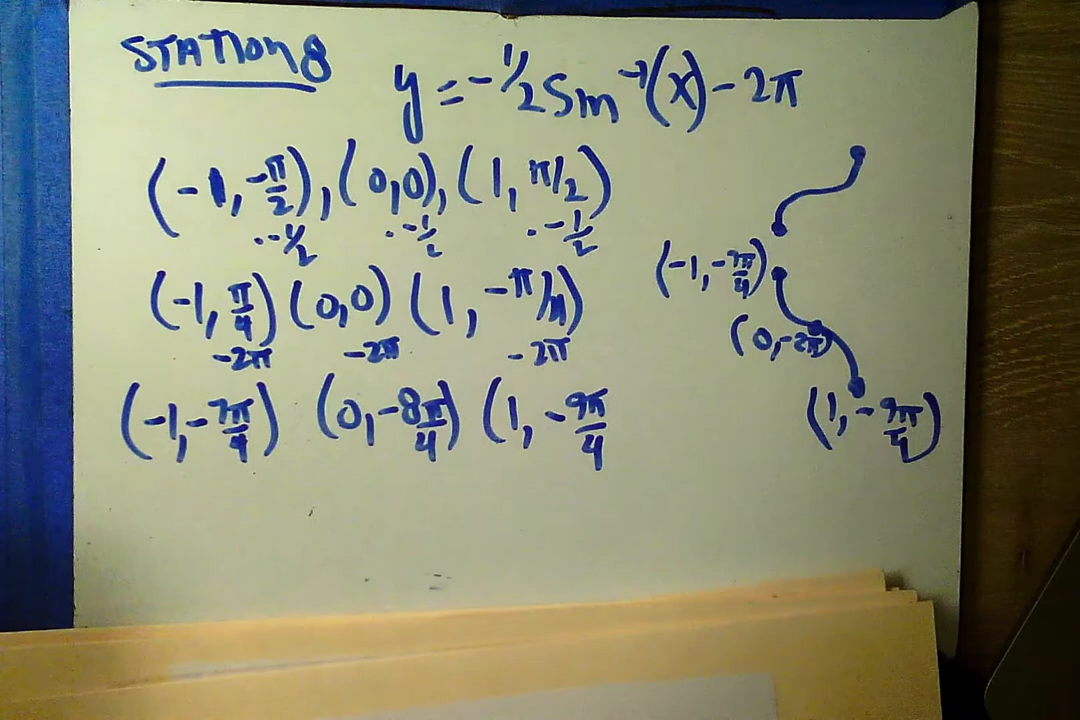 STATION 8
y = -1/2 Sin⁻¹(x) - 2π
(-1, -π/2), (0,0), (1, π/2)
·-1/2 ·-1/2 ·-1/2
(-1, π/4) (0,0) (1, -π/4)
-2π -2π -2π
(-1, -7π/4) (0, -8π/4) (1, -9π/4
(-1, -7π/4)
(0, -2π)
(1, -9π/4)